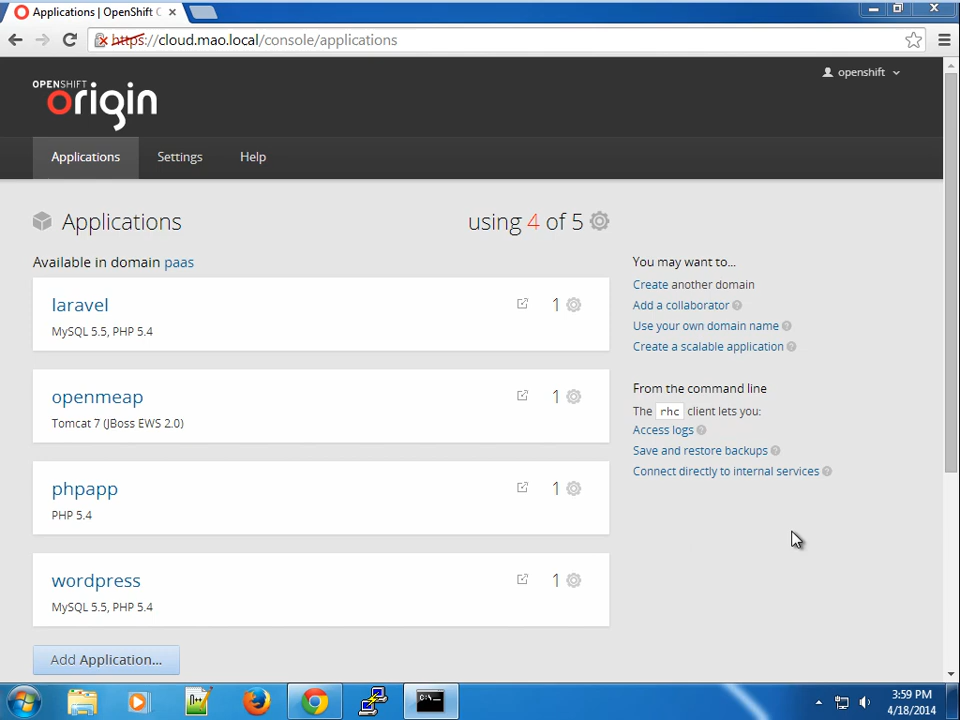 Applications | OpenShift O
https://cloud.mao.local/console/applications
OPENSHIFT
origin
openshift
Applications
Settings
Help
Applications
using 4 of 5
Available in domain paas
laravel
1
MySQL 5.5, PHP 5.4
openmeap
1
Tomcat 7 (JBoss EWS 2.0)
phpapp
1
PHP 5.4
wordpress
1
MySQL 5.5, PHP 5.4
Add Application...
You may want to...
Create another domain
Add a collaborator
Use your own domain name
Create a scalable application
From the command line
The rhc client lets you:
Access logs
Save and restore backups
Connect directly to internal services
3:59 PM
4/18/2014